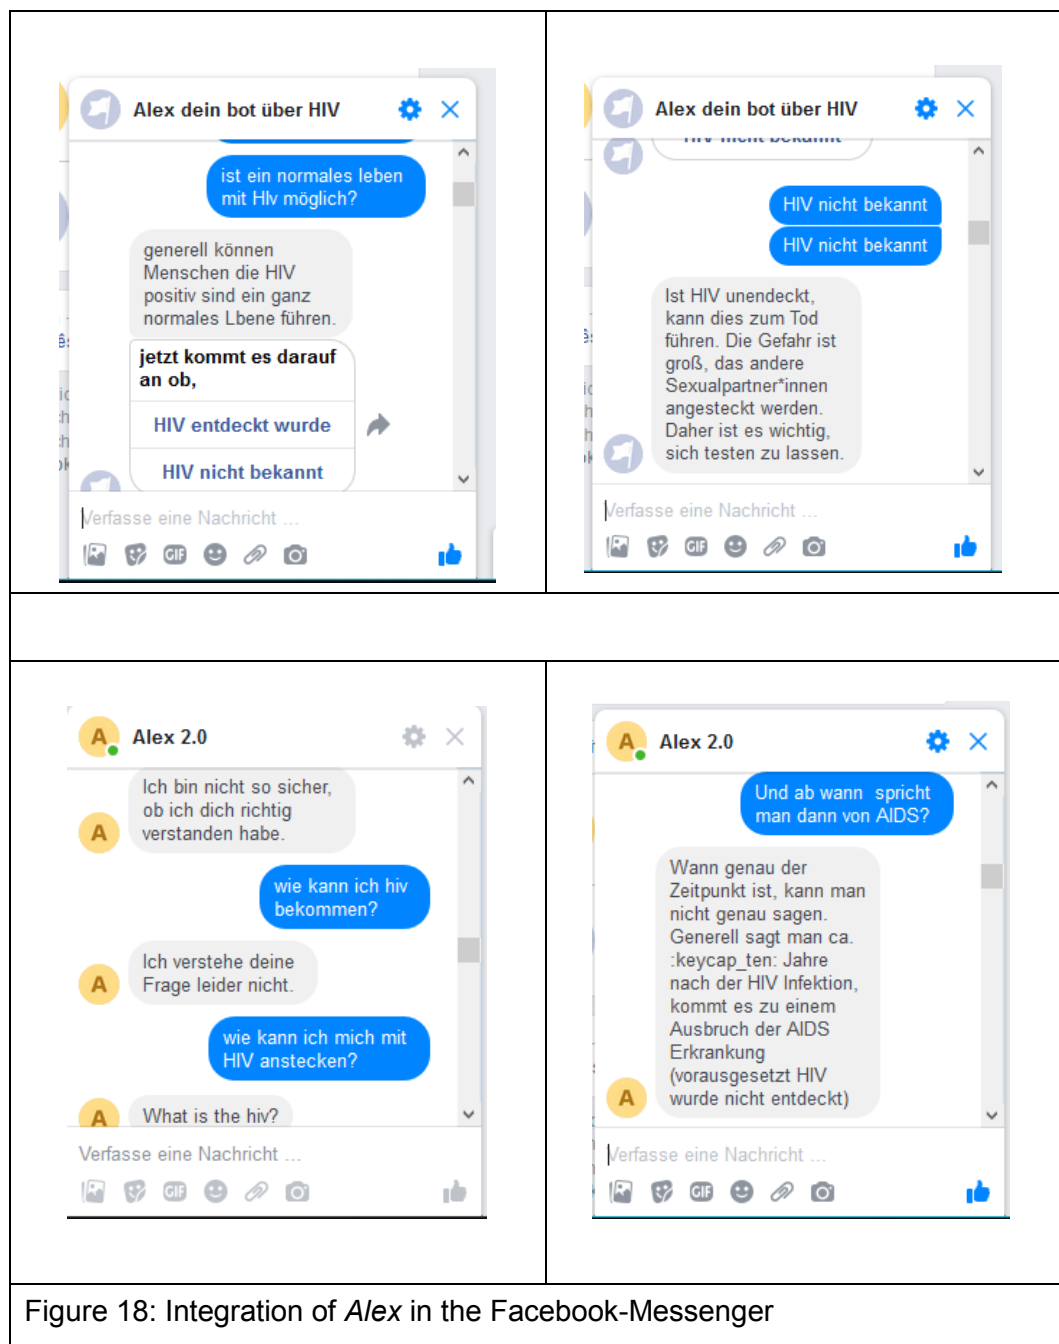 Alex dein bot über HIV
ist ein normales leben
mit HIv möglich?
generell können
Menschen die HIV
positiv sind ein ganz
normales Lbene führen.
jetzt kommt es darauf
an ob,
HIV entdeckt wurde
HIV nicht bekannt
Verfasse eine Nachricht ...
GIF
Alex dein bot über HIV
HIV nicht bekannt
HIV nicht bekannt
HIV nicht bekannt
Ist HIV unendeckt,
kann dies zum Tod
führen. Die Gefahr ist
groß, das andere
Sexualpartner*innen
angesteckt werden.
Daher ist es wichtig,
sich testen zu lassen.
Verfasse eine Nachricht ...
GIF
A Alex 2.0
Ich bin nicht so sicher,
ob ich dich richtig
verstanden habe.
A
wie kann ich hiv
bekommen?
Ich verstehe deine
Frage leider nicht.
A
wie kann ich mich mit
HIV anstecken?
A What is the hiv?
Verfasse eine Nachricht ...
GIF
A Alex 2.0
Und ab wann spricht
man dann von AIDS?
Wann genau der
Zeitpunkt ist, kann man
nicht genau sagen.
Generell sagt man ca.
:keycap_ten: Jahre
nach der HIV Infektion,
kommt es zu einem
Ausbruch der AIDS
Erkrankung
(vorausgesetzt HIV
wurde nicht entdeckt)
A
Verfasse eine Nachricht ...
GIF
Figure 18: Integration of Alex in the Facebook-Messenger